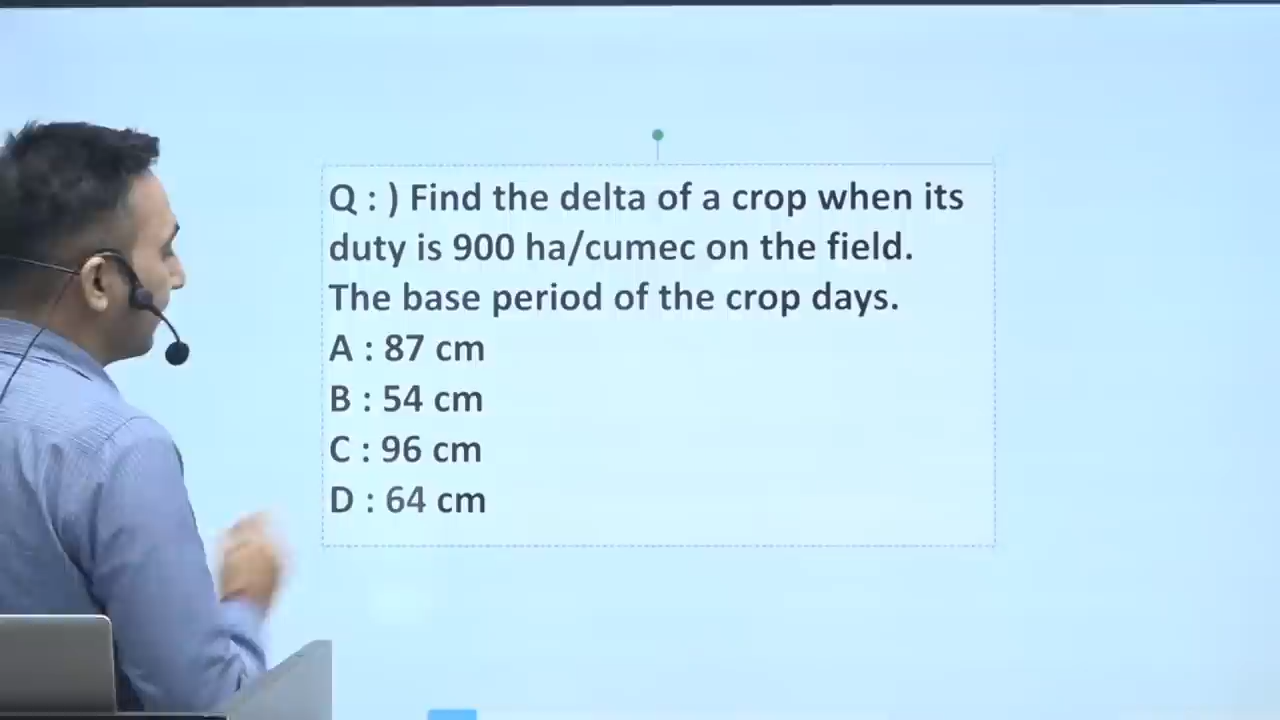 Q : ) Find the delta of a crop when its
duty is 900 ha/cumec on the field.
The base period of the crop days.
A : 87 cm
B : 54 cm
C : 96 cm
D : 64 cm